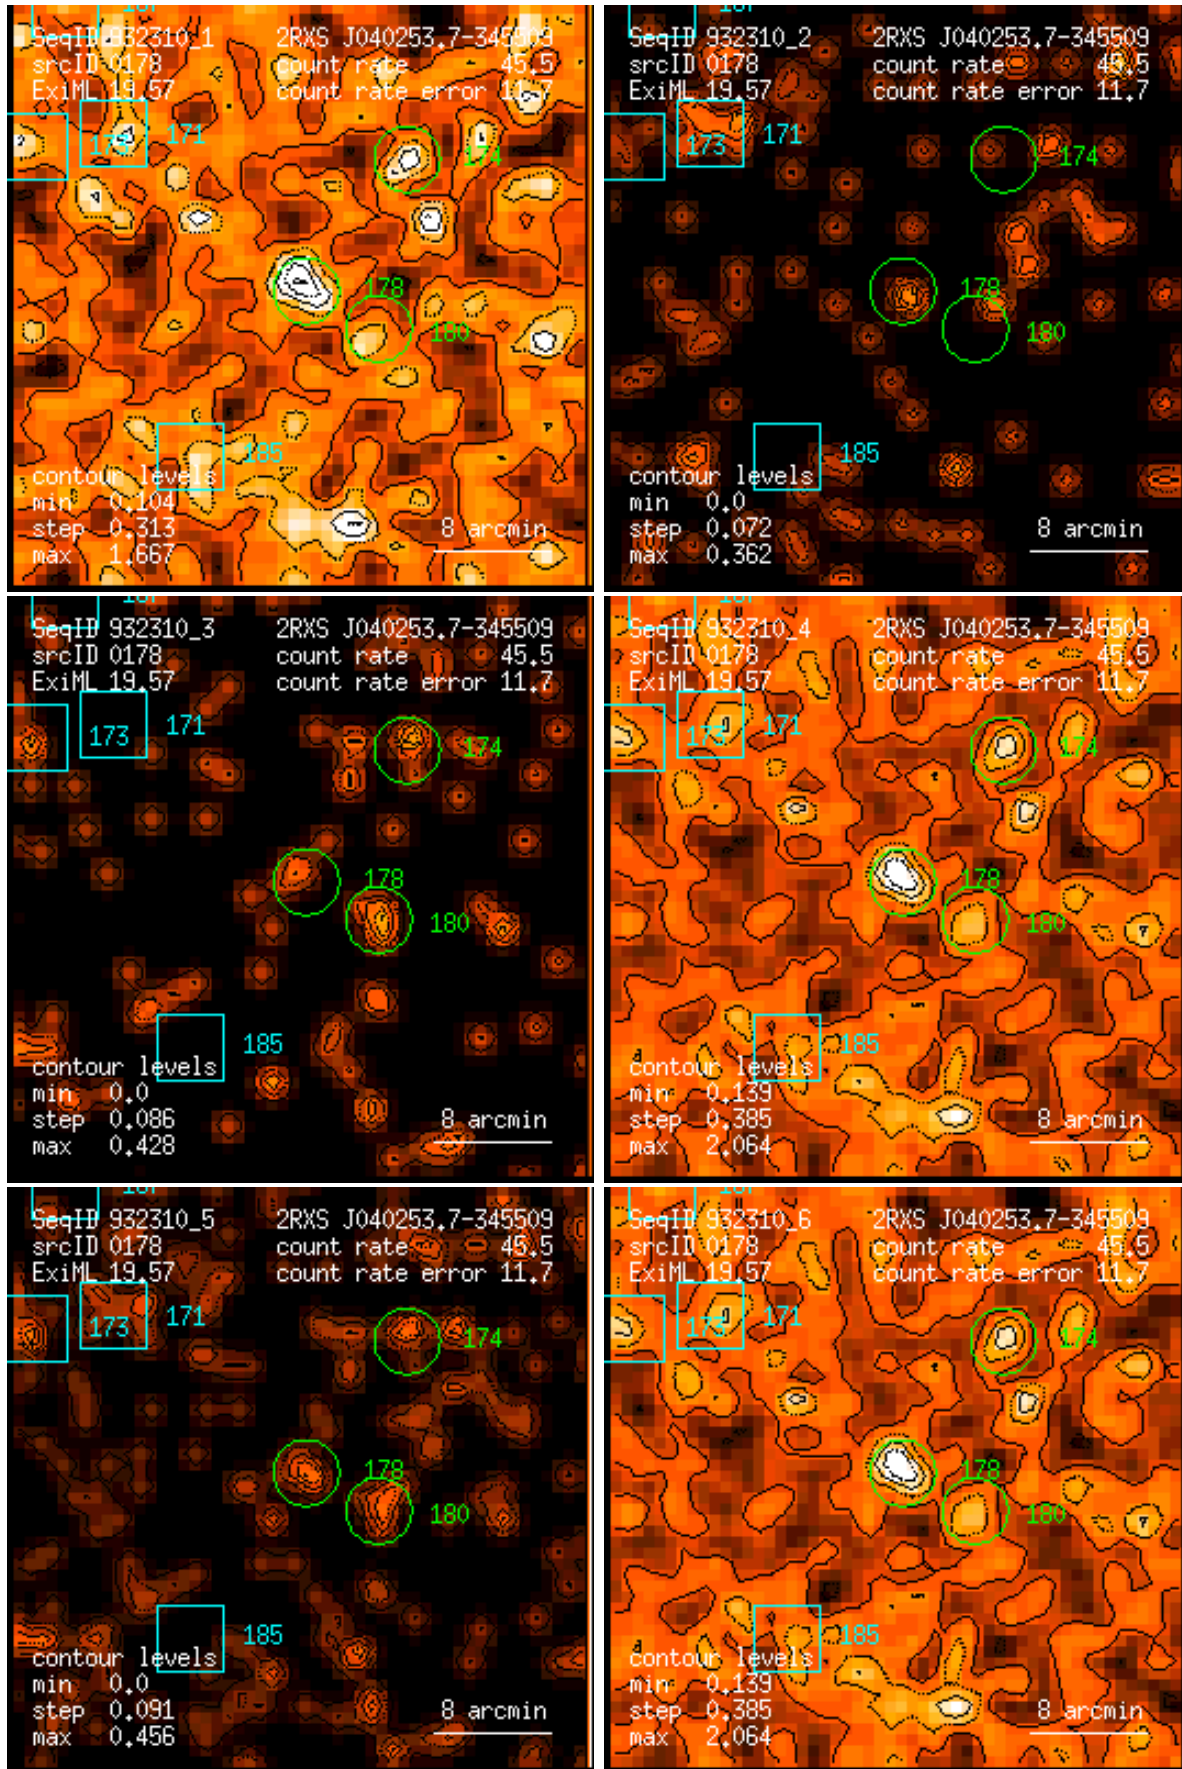 SeqID 932310_1 2RXS J040253.7-345509
srcID 0178 count rate 45.5
ExiML 19.57 count rate error 11.7
173 171 174
178
180
185
contour levels
min 0.104
step 0.313 8 arcmin
max 1.667
SeqID 932310_2 2RXS J040253.7-345509
srcID 0178 count rate 45.5
ExiML 19.57 count rate error 11.7
173 171 174
178
180
185
contour levels
min 0.0
step 0.072 8 arcmin
max 0.362
SeqID 932310_3 2RXS J040253.7-345509
srcID 0178 count rate 45.5
ExiML 19.57 count rate error 11.7
173 171 174
178
180
185
contour levels
min 0.0
step 0.086 8 arcmin
max 0.428
SeqID 932310_4 2RXS J040253.7-345509
srcID 0178 count rate 45.5
ExiML 19.57 count rate error 11.7
173 171 174
178
180
185
contour levels
min 0.139
step 0.385 8 arcmin
max 2.064
SeqID 932310_5 2RXS J040253.7-345509
srcID 0178 count rate 45.5
ExiML 19.57 count rate error 11.7
173 171 174
178
180
185
contour levels
min 0.0
step 0.091 8 arcmin
max 0.456
SeqID 932310_6 2RXS J040253.7-345509
srcID 0178 count rate 45.5
ExiML 19.57 count rate error 11.7
173 171 174
178
180
185
contour levels
min 0.139
step 0.385 8 arcmin
max 2.064